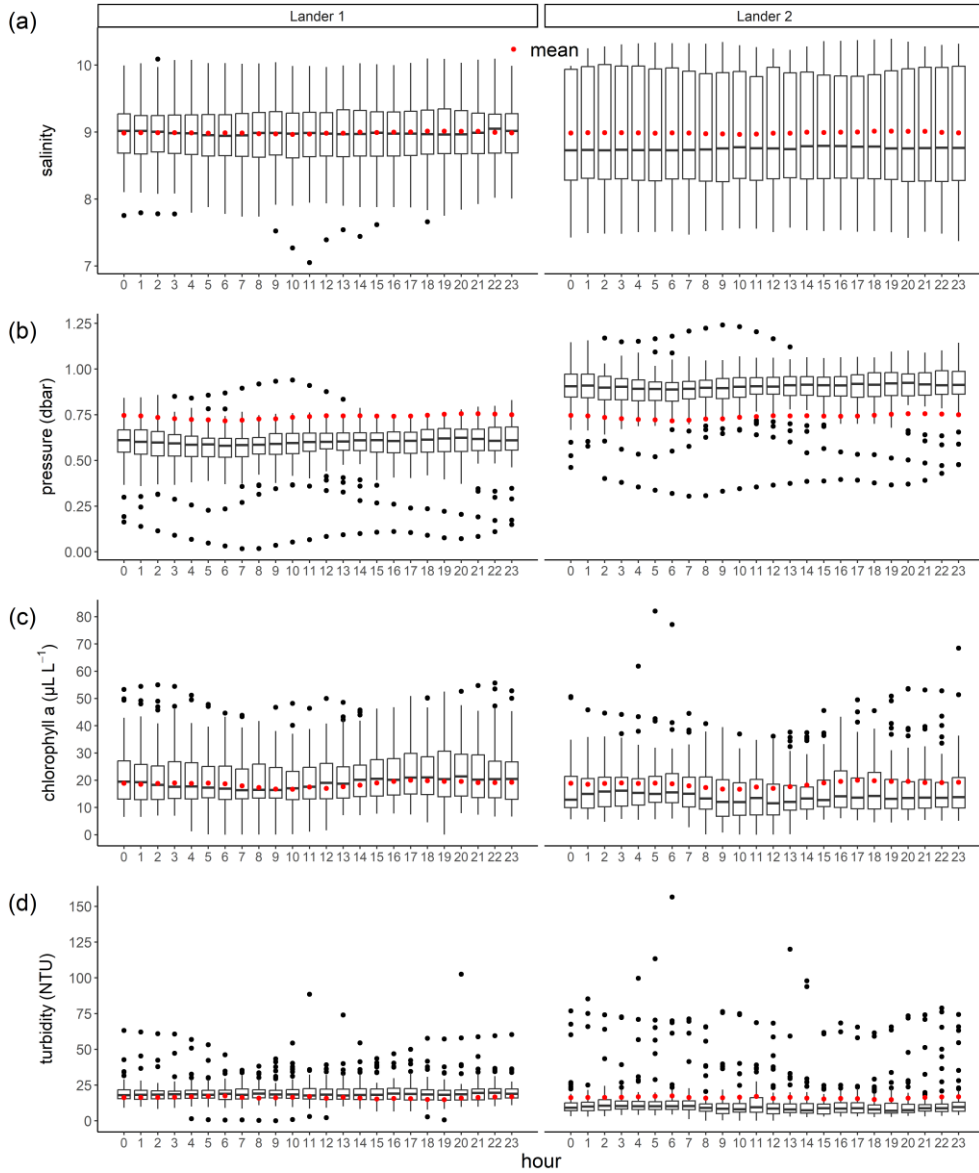 Lander 1 Lander 2
(a)
mean
10
9
8
7
salinity
0 1 2 3 4 5 6 7 8 9 10 11 12 13 14 15 16 17 18 19 20 21 22 23 0 1 2 3 4 5 6 7 8 9 10 11 12 13 14 15 16 17 18 19 20 21 22 23
(b)
1.25
1.00
0.75
0.50
0.25
0.00
pressure (dbar)
0 1 2 3 4 5 6 7 8 9 10 11 12 13 14 15 16 17 18 19 20 21 22 23 0 1 2 3 4 5 6 7 8 9 10 11 12 13 14 15 16 17 18 19 20 21 22 23
(c)
80
70
60
50
40
30
20
10
0
chlorophyll a (µL L⁻¹)
0 1 2 3 4 5 6 7 8 9 10 11 12 13 14 15 16 17 18 19 20 21 22 23 0 1 2 3 4 5 6 7 8 9 10 11 12 13 14 15 16 17 18 19 20 21 22 23
(d)
150
125
100
75
50
25
0
turbidity (NTU)
0 1 2 3 4 5 6 7 8 9 10 11 12 13 14 15 16 17 18 19 20 21 22 23 0 1 2 3 4 5 6 7 8 9 10 11 12 13 14 15 16 17 18 19 20 21 22 23
hour